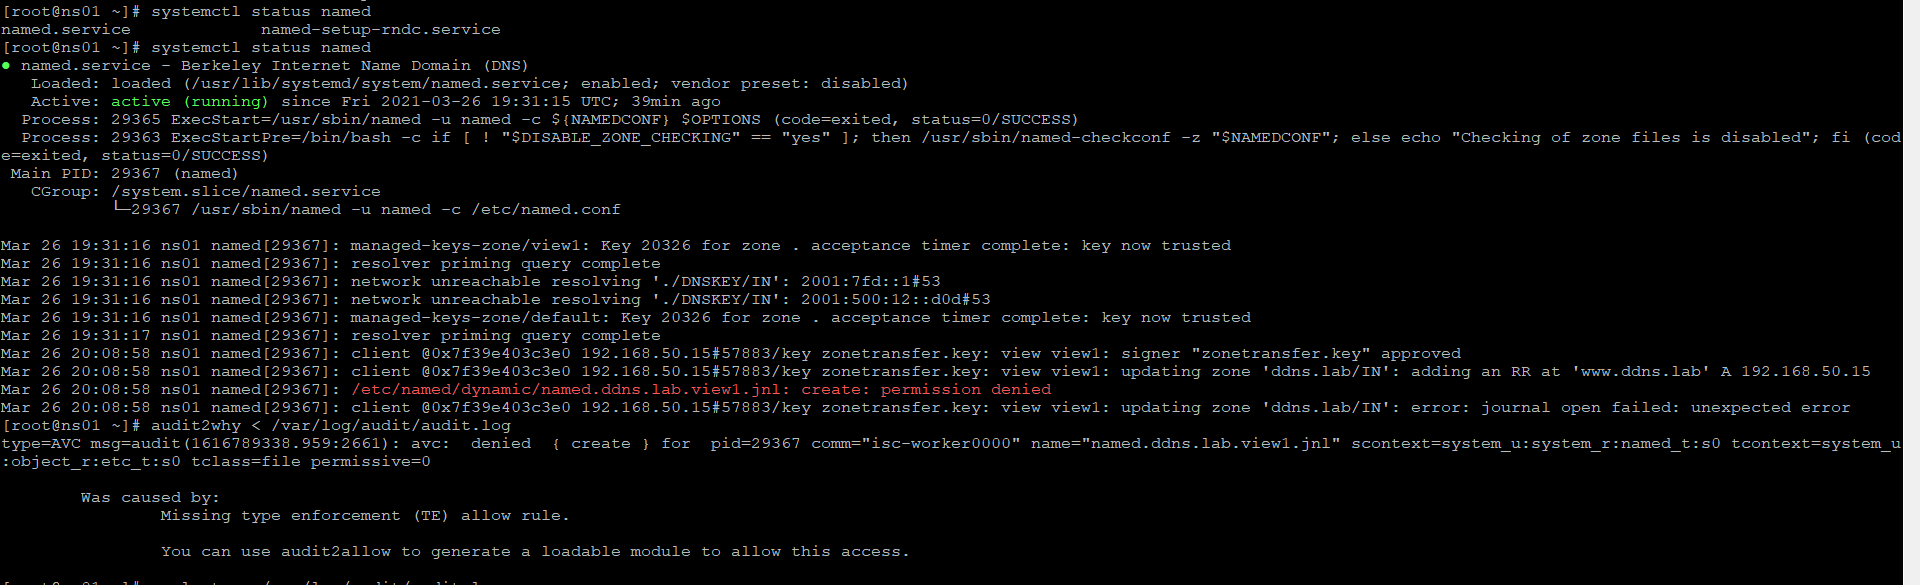 [root@ns01 ~]# systemctl status named
named.service             named-setup-rndc.service
[root@ns01 ~]# systemctl status named
● named.service - Berkeley Internet Name Domain (DNS)
   Loaded: loaded (/usr/lib/systemd/system/named.service; enabled; vendor preset: disabled)
   Active: active (running) since Fri 2021-03-26 19:31:15 UTC; 39min ago
  Process: 29365 ExecStart=/usr/sbin/named -u named -c ${NAMEDCONF} $OPTIONS (code=exited, status=0/SUCCESS)
  Process: 29363 ExecStartPre=/bin/bash -c if [ ! "$DISABLE_ZONE_CHECKING" == "yes" ]; then /usr/sbin/named-checkconf -z "$NAMEDCONF"; else echo "Checking of zone files is disabled"; fi (cod
e=exited, status=0/SUCCESS)
 Main PID: 29367 (named)
   CGroup: /system.slice/named.service
           └─29367 /usr/sbin/named -u named -c /etc/named.conf
Mar 26 19:31:16 ns01 named[29367]: managed-keys-zone/view1: Key 20326 for zone . acceptance timer complete: key now trusted
Mar 26 19:31:16 ns01 named[29367]: resolver priming query complete
Mar 26 19:31:16 ns01 named[29367]: network unreachable resolving './DNSKEY/IN': 2001:7fd::1#53
Mar 26 19:31:16 ns01 named[29367]: network unreachable resolving './DNSKEY/IN': 2001:500:12::d0d#53
Mar 26 19:31:16 ns01 named[29367]: managed-keys-zone/default: Key 20326 for zone . acceptance timer complete: key now trusted
Mar 26 19:31:17 ns01 named[29367]: resolver priming query complete
Mar 26 20:08:58 ns01 named[29367]: client @0x7f39e403c3e0 192.168.50.15#57883/key zonetransfer.key: view view1: signer "zonetransfer.key" approved
Mar 26 20:08:58 ns01 named[29367]: client @0x7f39e403c3e0 192.168.50.15#57883/key zonetransfer.key: view view1: updating zone 'ddns.lab/IN': adding an RR at 'www.ddns.lab' A 192.168.50.15
Mar 26 20:08:58 ns01 named[29367]: /etc/named/dynamic/named.ddns.lab.view1.jnl: create: permission denied
Mar 26 20:08:58 ns01 named[29367]: client @0x7f39e403c3e0 192.168.50.15#57883/key zonetransfer.key: view view1: updating zone 'ddns.lab/IN': error: journal open failed: unexpected error
[root@ns01 ~]# audit2why < /var/log/audit/audit.log
type=AVC msg=audit(1616789338.959:2661): avc:  denied  { create } for  pid=29367 comm="isc-worker0000" name="named.ddns.lab.view1.jnl" scontext=system_u:system_r:named_t:s0 tcontext=system_u
:object_r:etc_t:s0 tclass=file permissive=0
        Was caused by:
                Missing type enforcement (TE) allow rule.
                You can use audit2allow to generate a loadable module to allow this access.